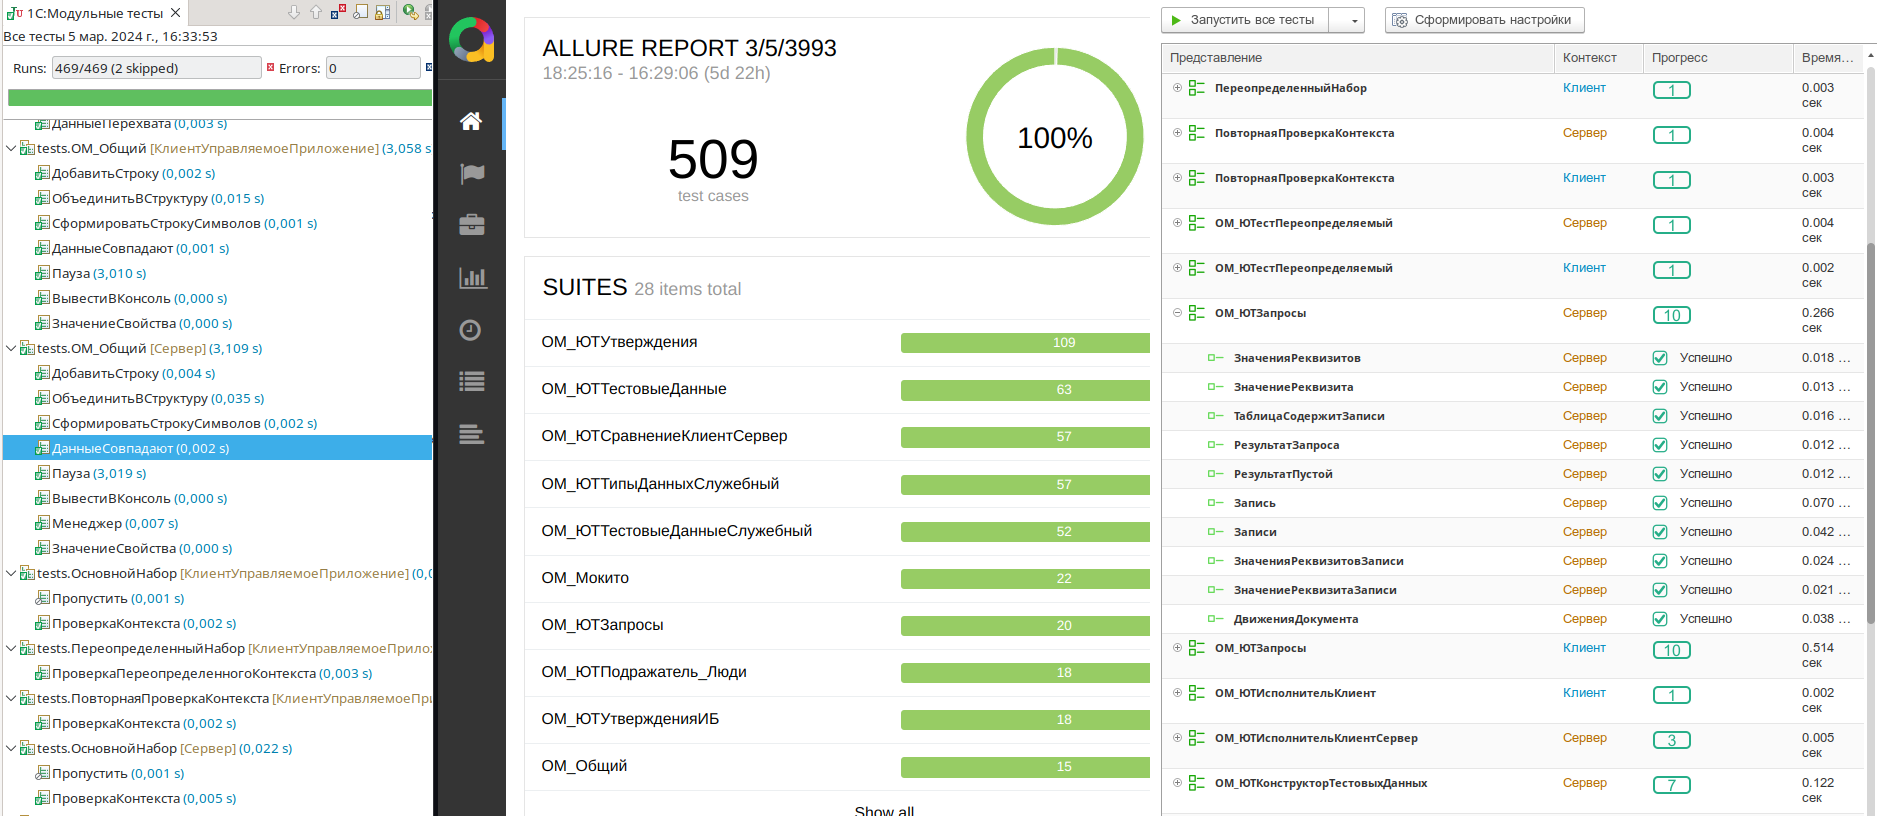 1С:Модульные тесты
Все тесты 5 мар. 2024 г., 16:33:53
Runs: 469/469 (2 skipped) Errors: 0
ДанныеПерехвата (0,003 s)
tests.ОМ_Общий [КлиентУправляемоеПриложение] (3,058 s
ДобавитьСтроку (0,002 s)
ОбъединитьВСтруктуру (0,015 s)
СформироватьСтрокуСимволов (0,001 s)
ДанныеСовпадают (0,001 s)
Пауза (3,010 s)
ВывестиВКонсоль (0,000 s)
ЗначениеСвойства (0,000 s)
tests.ОМ_Общий [Сервер] (3,109 s)
ДобавитьСтроку (0,004 s)
ОбъединитьВСтруктуру (0,035 s)
СформироватьСтрокуСимволов (0,002 s)
ДанныеСовпадают (0,002 s)
Пауза (3,019 s)
ВывестиВКонсоль (0,000 s)
Менеджер (0,007 s)
ЗначениеСвойства (0,000 s)
tests.ОсновнойНабор [КлиентУправляемоеПриложение] (0,0
Пропустить (0,001 s)
ПроверкаКонтекста (0,002 s)
tests.ПереопределенныйНабор [КлиентУправляемоеПрило
ПроверкаПереопределенногоКонтекста (0,003 s)
tests.ПовторнаяПроверкаКонтекста [КлиентУправляемоеПр
ПроверкаКонтекста (0,002 s)
tests.ОсновнойНабор [Сервер] (0,022 s)
Пропустить (0,001 s)
ПроверкаКонтекста (0,005 s)
ALLURE REPORT 3/5/3993
18:25:16 - 16:29:06 (5d 22h)
509
test cases
100%
SUITES 28 items total
ОМ_ЮТУтверждения 109
ОМ_ЮТТестовыеДанные 63
ОМ_ЮТСравнениеКлиентСервер 57
ОМ_ЮТТипыДанныхСлужебный 57
ОМ_ЮТТестовыеДанныеСлужебный 52
ОМ_Мокито 22
ОМ_ЮТЗапросы 20
ОМ_ЮТПодражатель_Люди 18
ОМ_ЮТУтвержденияИБ 18
ОМ_Общий 15
Show all
Запустить все тесты Сформировать настройки
Представление Контекст Прогресс Время...
ПереопределенныйНабор Клиент 1 0.003 сек
ПовторнаяПроверкаКонтекста Сервер 1 0.004 сек
ПовторнаяПроверкаКонтекста Клиент 1 0.003 сек
ОМ_ЮТестПереопределяемый Сервер 1 0.004 сек
ОМ_ЮТестПереопределяемый Клиент 1 0.002 сек
ОМ_ЮТЗапросы Сервер 10 0.266 сек
ЗначенияРеквизитов Сервер Успешно 0.018 ...
ЗначениеРеквизита Сервер Успешно 0.013 ...
ТаблицаСодержитЗаписи Сервер Успешно 0.016 ...
РезультатЗапроса Сервер Успешно 0.012 ...
РезультатПустой Сервер Успешно 0.012 ...
Запись Сервер Успешно 0.070 ...
Записи Сервер Успешно 0.042 ...
ЗначенияРеквизитовЗаписи Сервер Успешно 0.024 ...
ЗначениеРеквизитаЗаписи Сервер Успешно 0.021 ...
ДвиженияДокумента Сервер Успешно 0.038 ...
ОМ_ЮТЗапросы Клиент 10 0.514 сек
ОМ_ЮТИсполнительКлиент Клиент 1 0.002 сек
ОМ_ЮТИсполнительКлиентСервер Сервер 3 0.005 сек
ОМ_ЮТКонструкторТестовыхДанных Сервер 7 0.122 сек